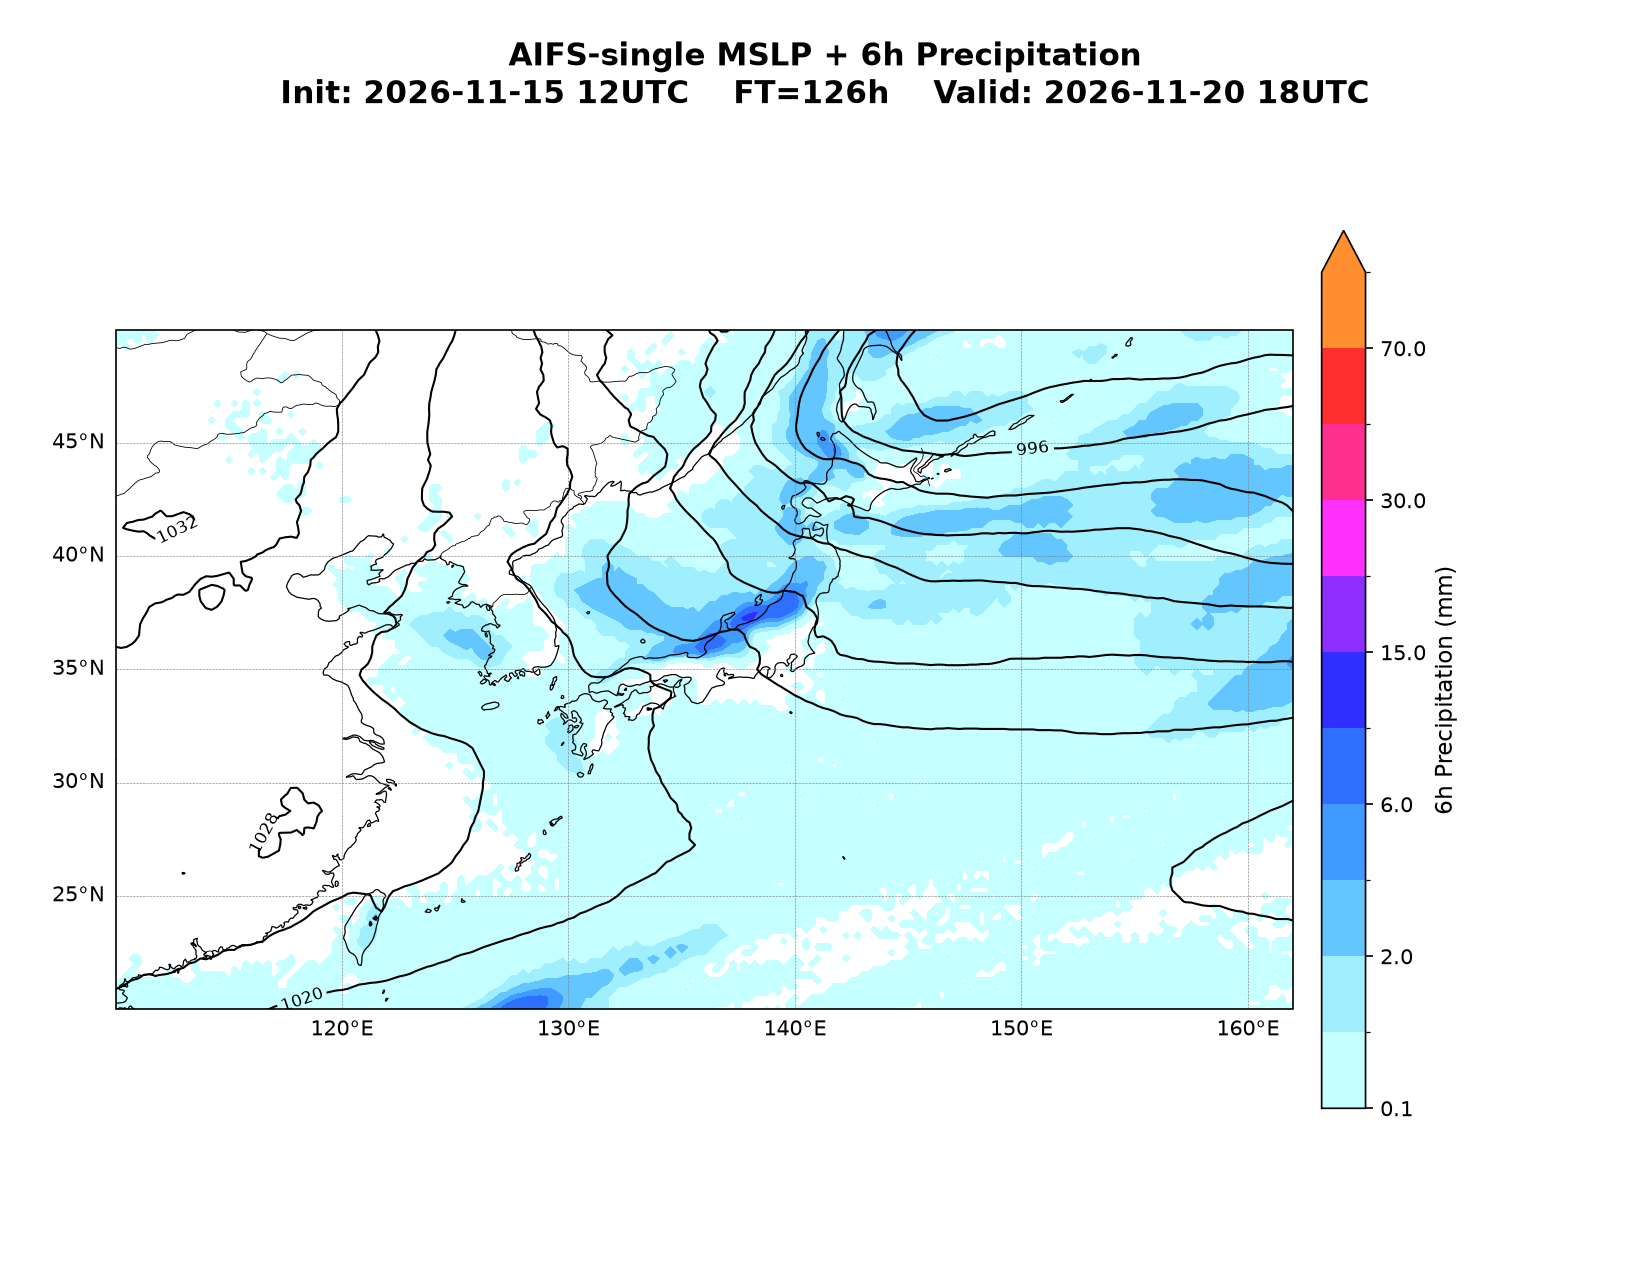 AIFS-single MSLP + 6h Precipitation
Init: 2026-11-15 12UTC    FT=126h    Valid: 2026-11-20 18UTC
70.0
30.0
15.0
6.0
2.0
0.1
6h Precipitation (mm)
45°N
40°N
35°N
30°N
25°N
120°E
130°E
140°E
150°E
160°E
996
1032
1028
1020